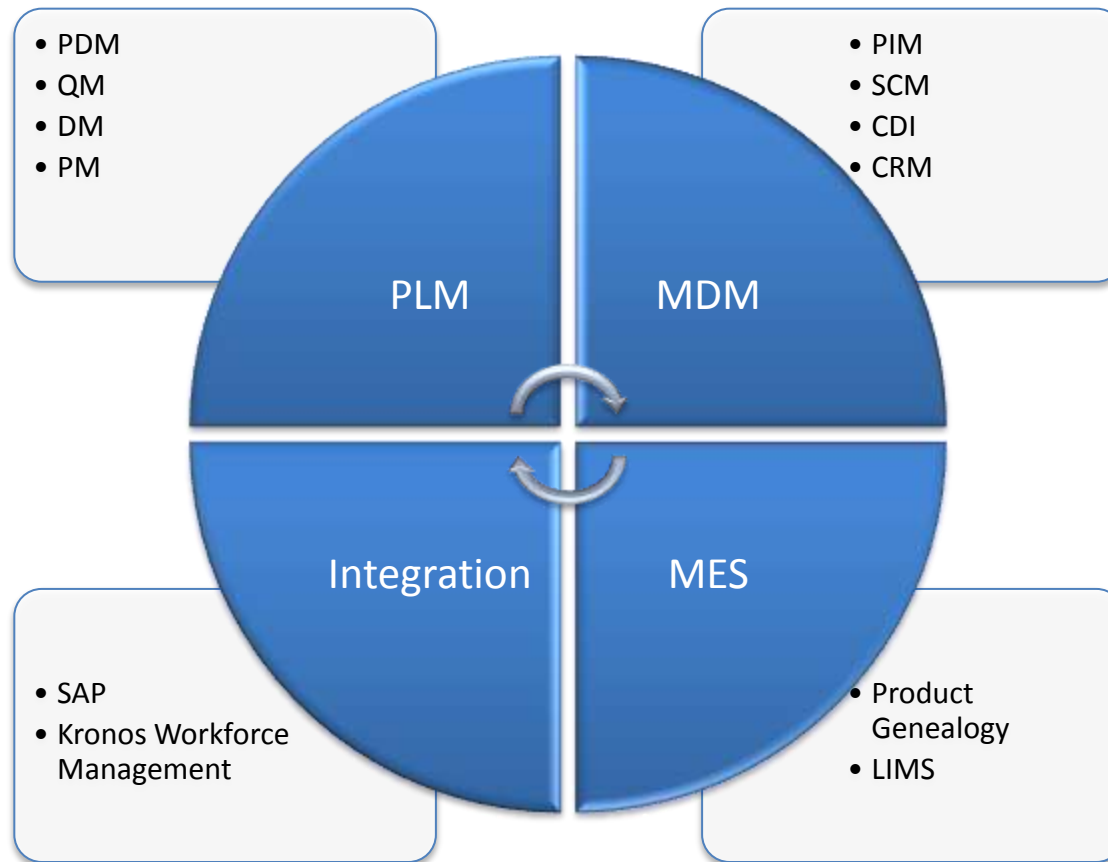 • PDM
• QM
• DM
• PM
• PIM
• SCM
• CDI
• CRM
PLM
MDM
Integration
MES
• SAP
• Kronos Workforce
Management
• Product
Genealogy
• LIMS